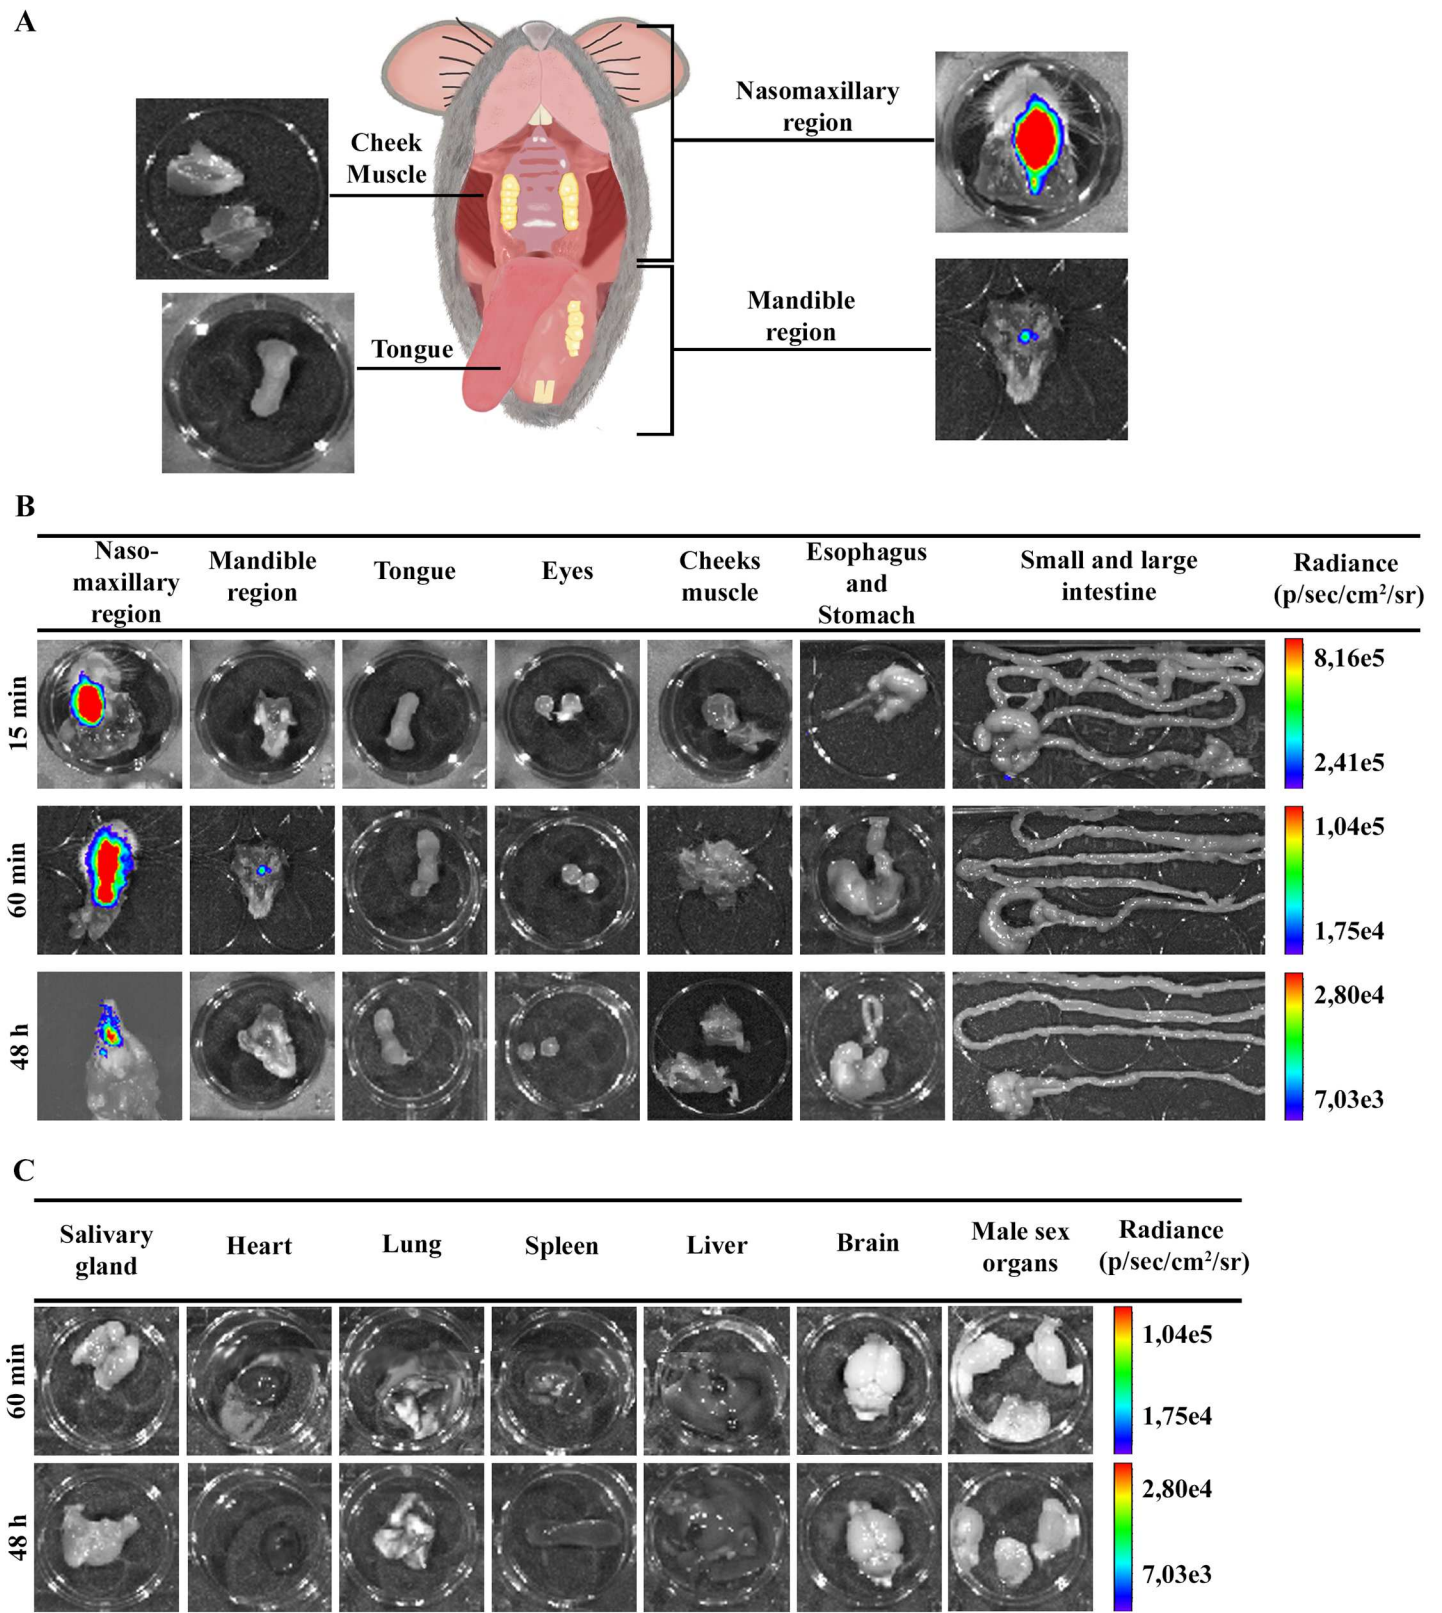 A
Cheek
Muscle
Nasomaxillary
region
Mandible
region
Tongue
B
Naso-
maxillary
region
Mandible
region
Tongue
Eyes
Cheeks
muscle
Esophagus
and
Stomach
Small and large
intestine
Radiance
(p/sec/cm²/sr)
15 min
8,16e5
2,41e5
60 min
1,04e5
1,75e4
48 h
2,80e4
7,03e3
C
Salivary
gland
Heart
Lung
Spleen
Liver
Brain
Male sex
organs
Radiance
(p/sec/cm²/sr)
60 min
1,04e5
1,75e4
48 h
2,80e4
7,03e3